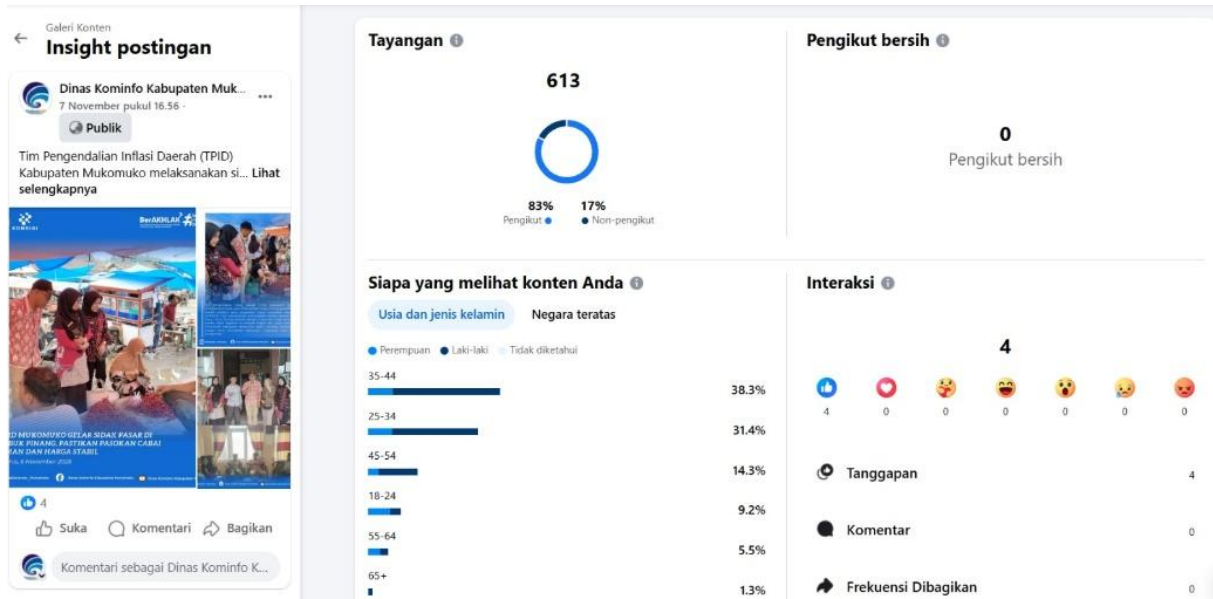 Galeri Konten
Insight postingan
Dinas Kominfo Kabupaten Muk...
7 November pukul 16.56 ·
Publik
Tim Pengendalian Inflasi Daerah (TPID)
Kabupaten Mukomuko melaksanakan si... Lihat
selengkapnya
KOMDIGI
BerAKHLAK
MUKOMUKO GELAR SIDAK PASAR DI
PINANG, PASTIKAN PASOKAN CABAI
DAN HARGA STABIL
4
Suka
Komentari
Bagikan
Komentari sebagai Dinas Kominfo K...
Tayangan
613
83%
17%
Pengikut
Non-pengikut
Pengikut bersih
0
Pengikut bersih
Siapa yang melihat konten Anda
Usia dan jenis kelamin
Negara teratas
Perempuan
Laki-laki
Tidak diketahui
35-44
38.3%
25-34
31.4%
45-54
14.3%
18-24
9.2%
55-64
5.5%
65+
1.3%
Interaksi
4
4 0 0 0 0 0 0
Tanggapan 4
Komentar 0
Frekuensi Dibagikan 0